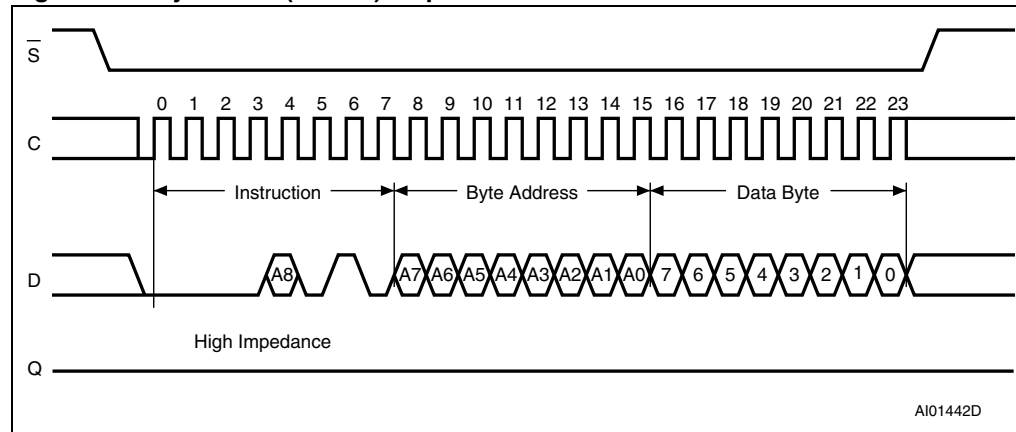 S
0 1 2 3 4 5 6 7 8 9 10 11 12 13 14 15 16 17 18 19 20 21 22 23
C
Instruction Byte Address Data Byte
D A8 A7 A6 A5 A4 A3 A2 A1 A0 7 6 5 4 3 2 1 0
High Impedance
Q
AI01442D